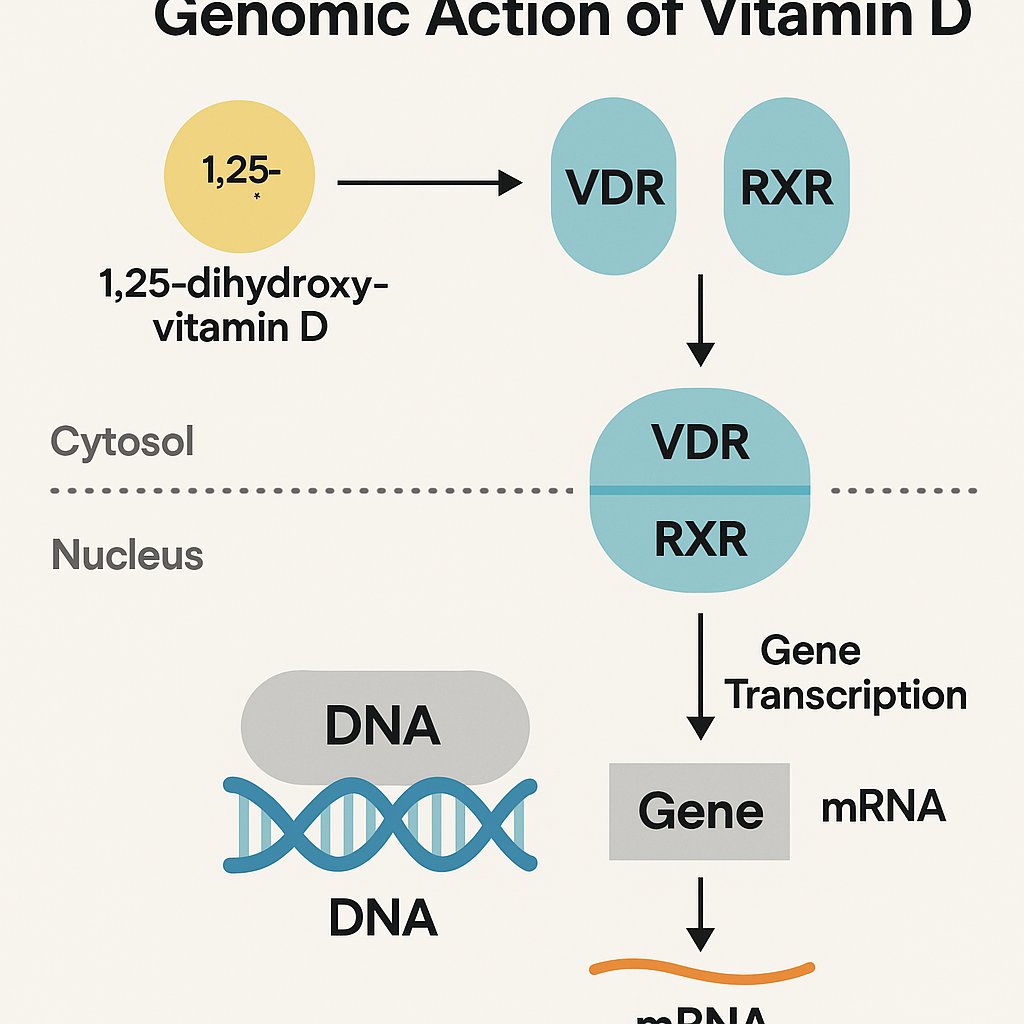 Genomic Action of Vitamin D
1,25-
*
VDR
RXR
1,25-dihydroxy-
vitamin D
VDR
Cytosol
RXR
Nucleus
Gene
Transcription
DNA
Gene
mRNA
DNA
mRNA